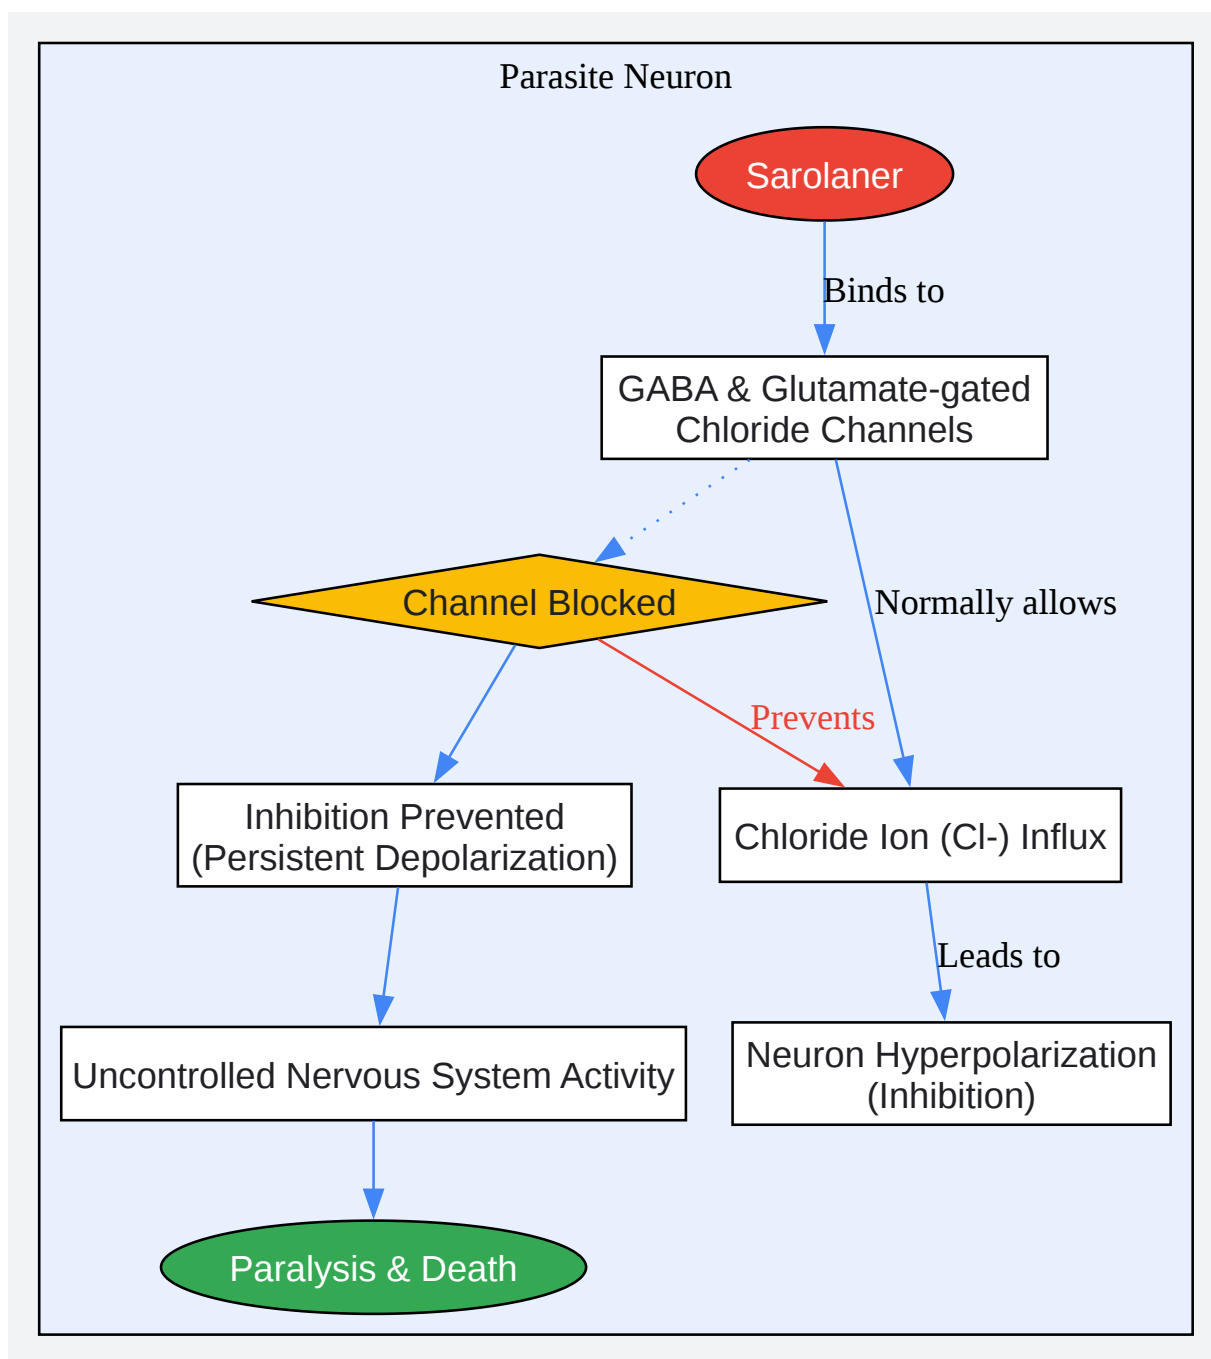 Parasite Neuron
Sarolaner
Binds to
GABA & Glutamate-gated
Chloride Channels
Channel Blocked
Normally allows
Prevents
Inhibition Prevented
(Persistent Depolarization)
Chloride Ion (Cl-) Influx
Leads to
Uncontrolled Nervous System Activity
Neuron Hyperpolarization
(Inhibition)
Paralysis & Death